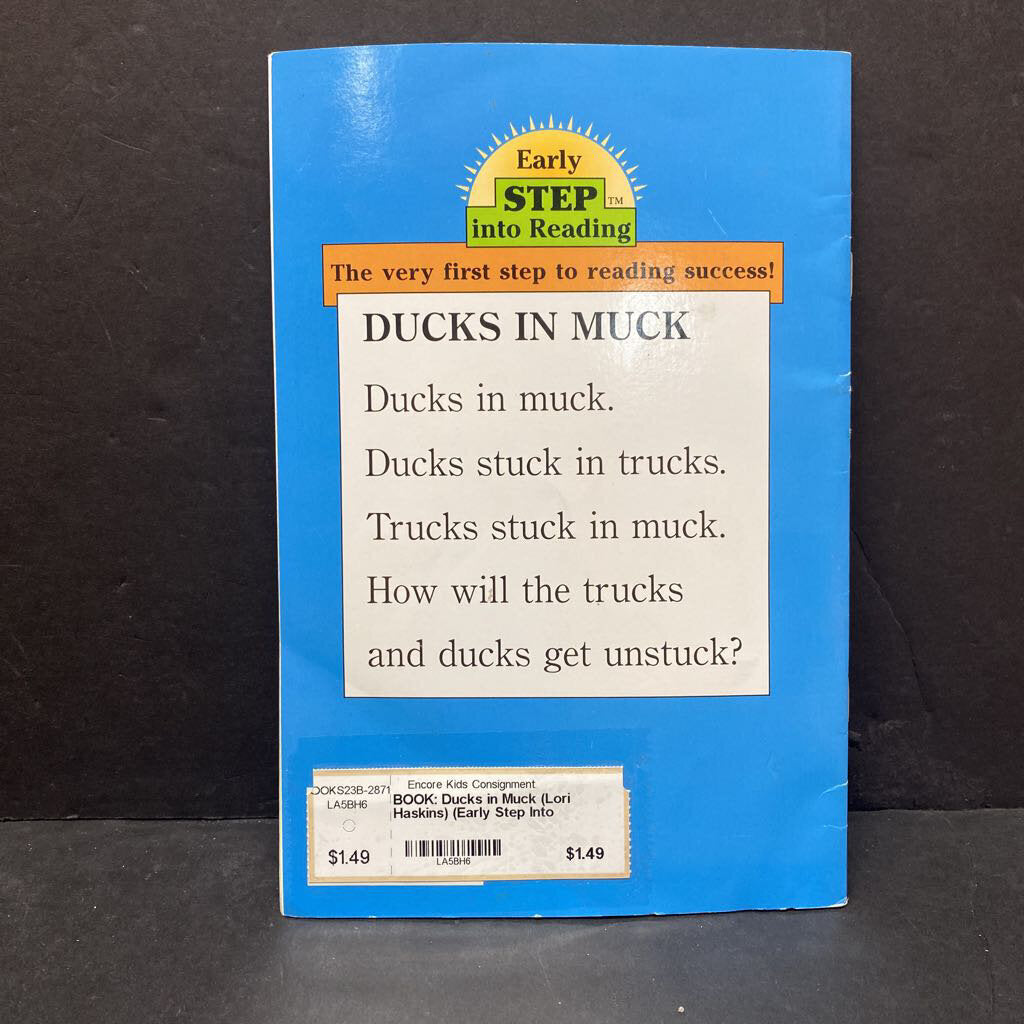 Early
STEP TM
into Reading
The very first step to reading success!
DUCKS IN MUCK
Ducks in muck.
Ducks stuck in trucks.
Trucks stuck in muck.
How will the trucks
and ducks get unstuck?
OOKS23B-2871
LA5BH6
$1.49
Encore Kids Consignment
BOOK: Ducks in Muck (Lori
Haskins) (Early Step Into
LA5BH6
$1.49